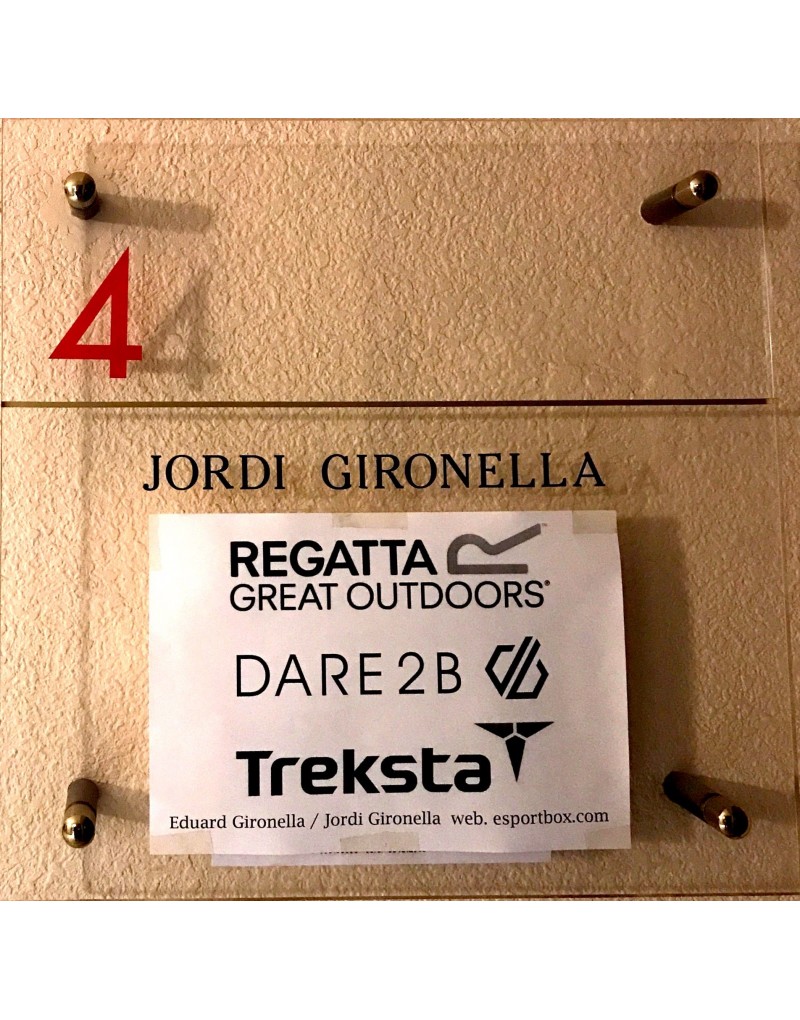 4
JORDI GIRONELLA
REGATTA
GREAT OUTDOORS
DARE 2B
Treksta
Eduard Gironella / Jordi Gironella web. esportbox.com